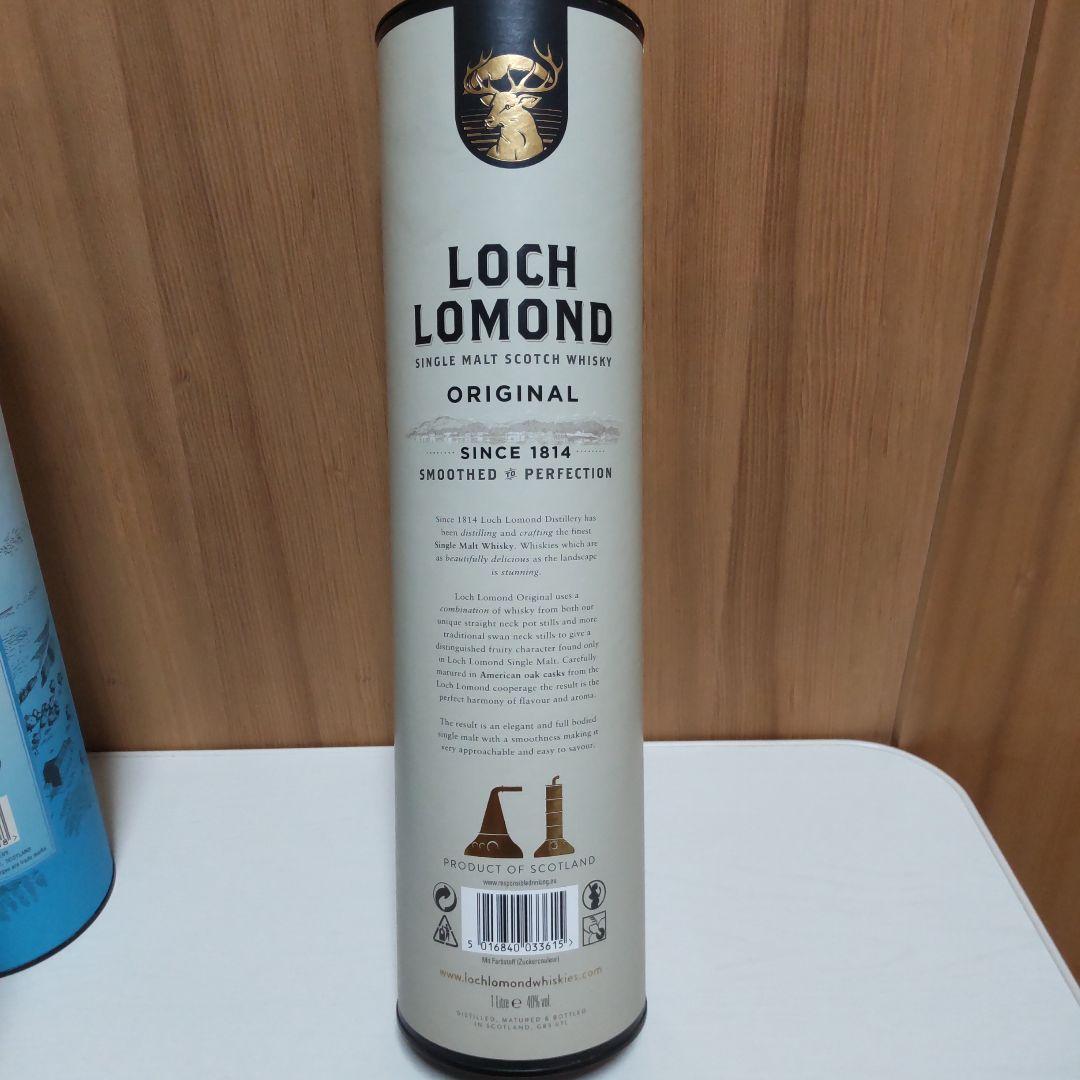 LOCH
LOMOND
SINGLE MALT SCOTCH WHISKY
ORIGINAL
SINCE 1814
SMOOTHED TO PERFECTION
Since 1814 Loch Lomond Distillery has
been distilling and crafting the finest
Single Malt Whisky. Whiskies which are
as beautifully delicious as the landscape
is stunning.
Loch Lomond Original uses a
combination of whisky from both our
unique straight neck pot stills and more
traditional swan neck stills to give a
distinguished fruity character found only
in Loch Lomond Single Malt. Carefully
matured in American oak casks from the
Loch Lomond cooperage the result is the
perfect harmony of flavour and aroma.
The result is an elegant and full bodied
single malt with a smoothness making it
very approachable and easy to savour.
PRODUCT OF SCOTLAND
www.responsibledrinking.eu
5 016840 033615 >
Mit Farbstoff (Zuckercouleur)
www.lochlomondwhiskies.com
1 Litre e 40% vol.
DISTILLED, MATURED & BOTTLED
IN SCOTLAND, G83 0TL
SCOTLAND